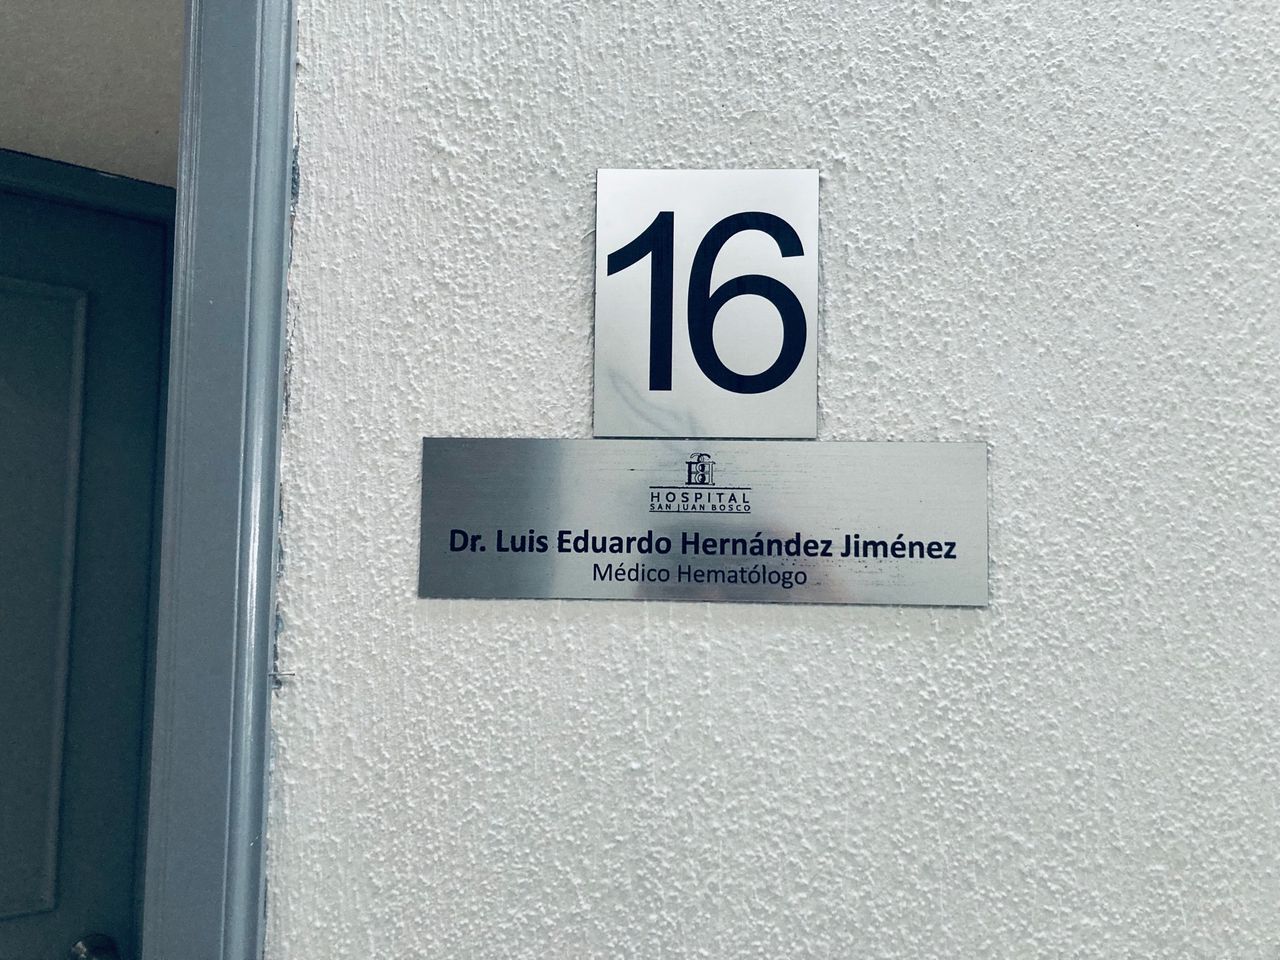 16
HOSPITAL
SAN JUAN BOSCO
Dr. Luis Eduardo Hernández Jiménez
Médico Hematólogo